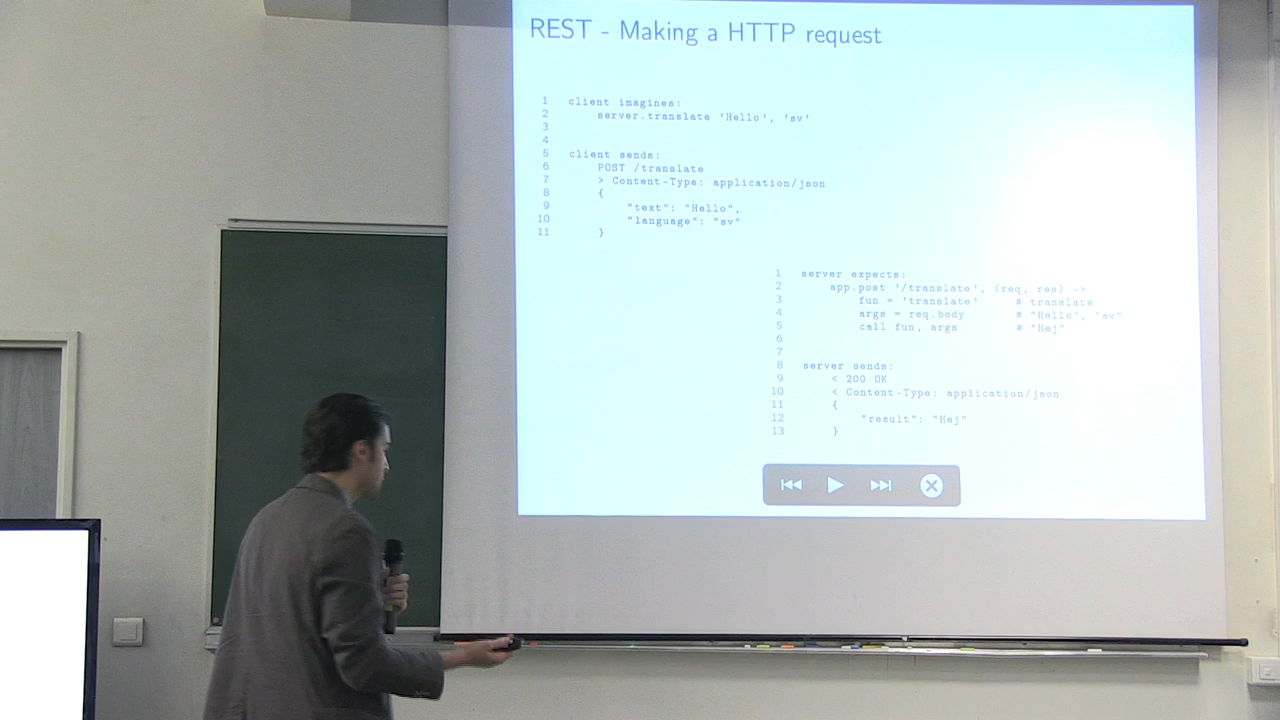 REST - Making a HTTP request
1 client imagines:
2 server.translate 'Hello', 'sv'
3
4
5 client sends:
6 POST /translate
7 > Content-Type: application/json
8 {
9 "text": "Hello",
10 "language": "sv"
11 }
1 server expects:
2 app.post '/translate', (req, res) ->
3 fun = 'translate' # translate
4 args = req.body # "Hello", "sv"
5 call fun, args # "Hej"
6
7
8 server sends:
9 < 200 OK
10 < Content-Type: application/json
11 {
12 "result": "Hej"
13 }